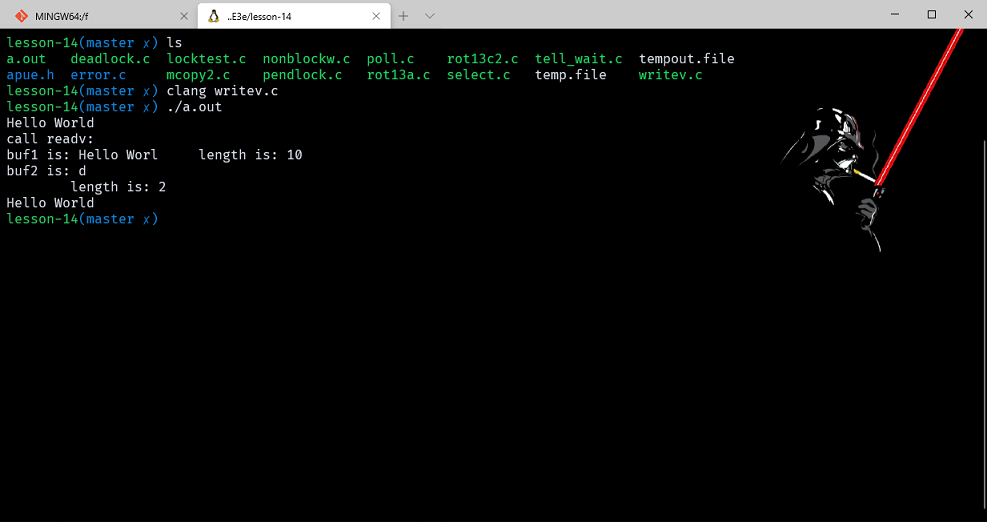 MINGW64:/f
..E3e/lesson-14
lesson-14(master x) ls
a.out deadlock.c locktest.c nonblockw.c poll.c rot13c2.c tell_wait.c tempout.file
apue.h error.c mcopy2.c pendlock.c rot13a.c select.c temp.file writev.c
lesson-14(master x) clang writev.c
lesson-14(master x) ./a.out
Hello World
call readv:
buf1 is: Hello Worl length is: 10
buf2 is: d
length is: 2
Hello World
lesson-14(master x)